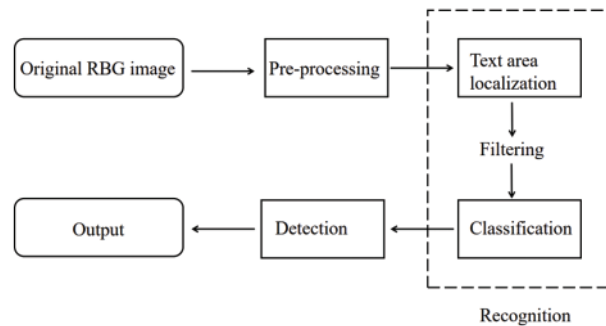 Original RBG image
Pre-processing
Text area
localization
Filtering
Output
Detection
Classification
Recognition